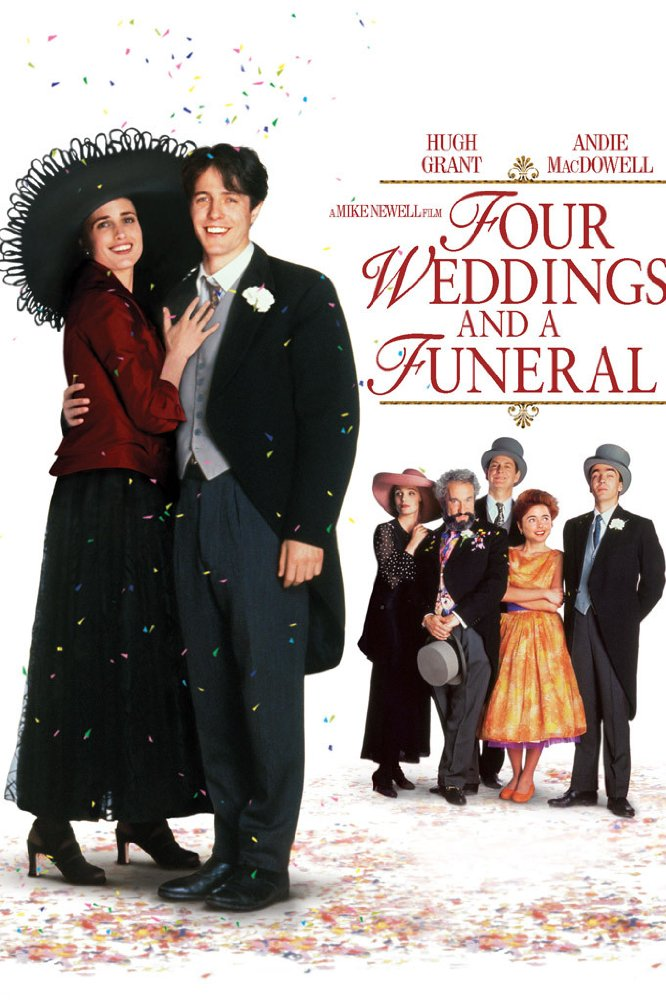 HUGH GRANT
ANDIE MACDOWELL
A MIKE NEWELL FILM
FOUR
WEDDINGS
AND A
FUNERAL